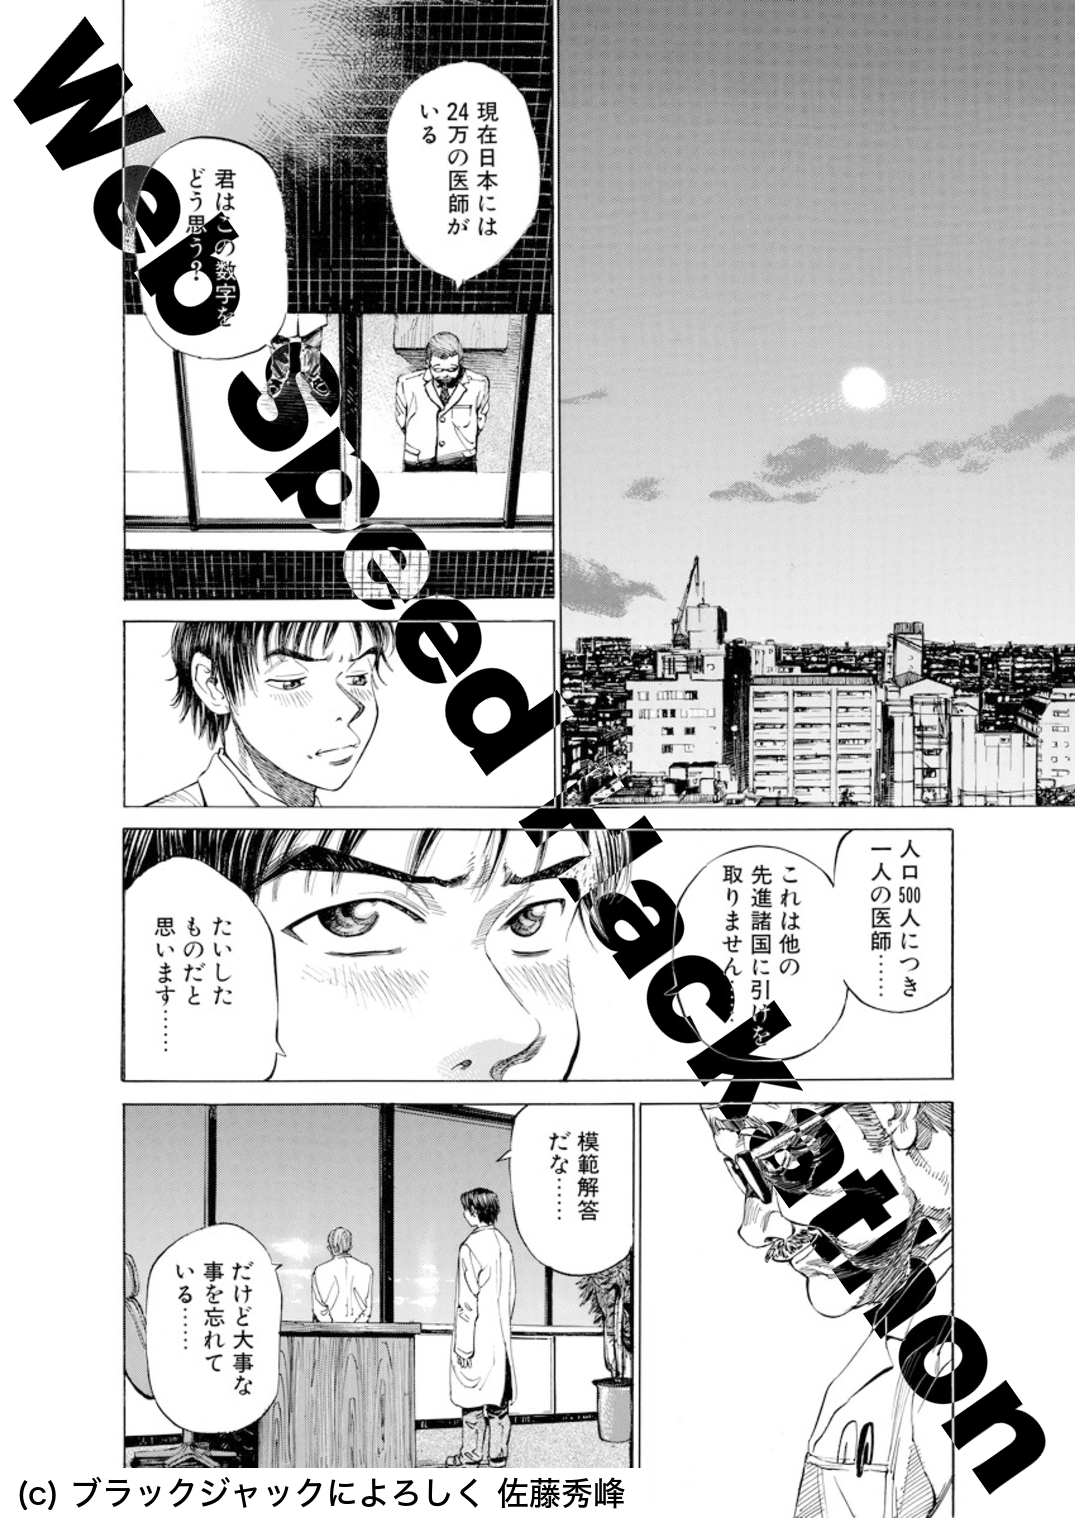 現在日本には
24万の医師が
いる
君はこの数字を
どう思う?
人口500人につき
一人の医師……
これは他の
先進諸国に引けを
取りません……
たいした
ものだと
思います……
模範解答
だな……
だけど大事な
事を忘れて
いる……
Web Speed Hackathon
(c) ブラックジャックによろしく 佐藤秀峰